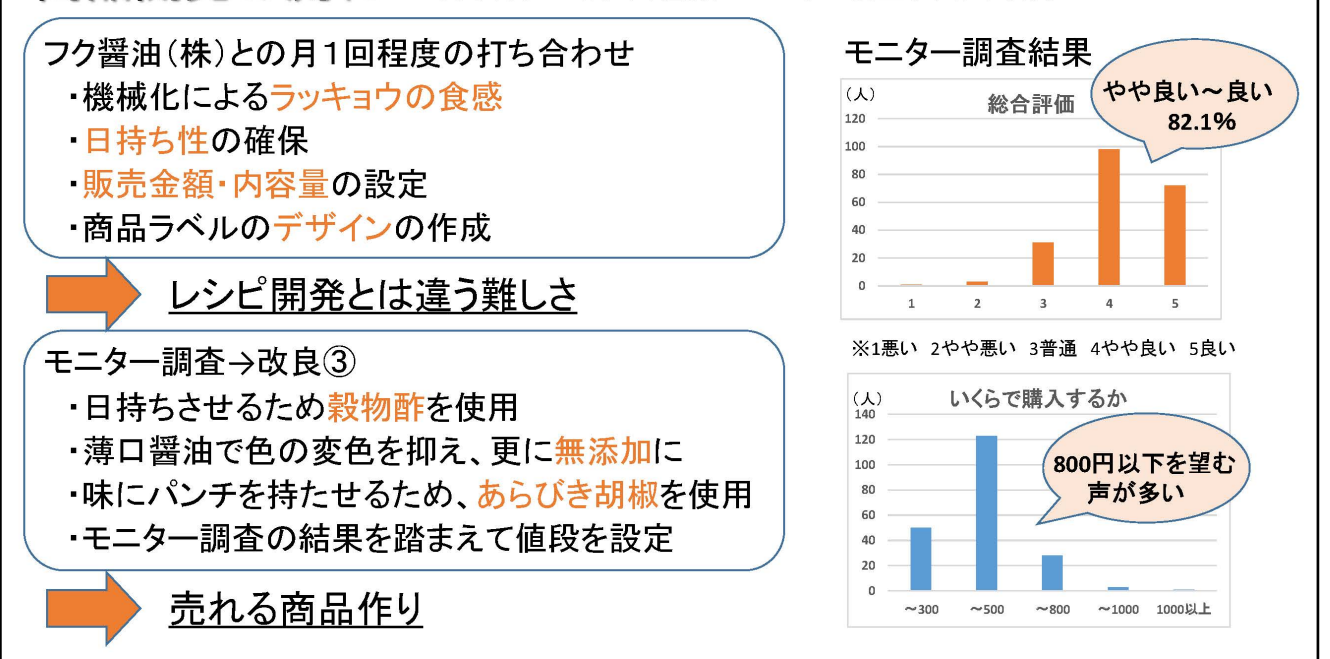 フク醤油(株)との月1回程度の打ち合わせ
・機械化によるラッキョウの食感
・日持ち性の確保
・販売金額・内容量の設定
・商品ラベルのデザインの作成
レシピ開発とは違う難しさ
モニター調査→改良③
・日持ちさせるため穀物酢を使用
・薄口醤油で色の変色を抑え、更に無添加に
・味にパンチを持たせるため、あらびき胡椒を使用
・モニター調査の結果を踏まえて値段を設定
売れる商品作り
モニター調査結果
(人)
総合評価
やや良い~良い
82.1%
120
100
80
60
40
20
0
1 2 3 4 5
※1悪い 2やや悪い 3普通 4やや良い 5良い
(人)
いくらで購入するか
800円以下を望む
声が多い
140
120
100
80
60
40
20
0
~300 ~500 ~800 ~1000 1000以上